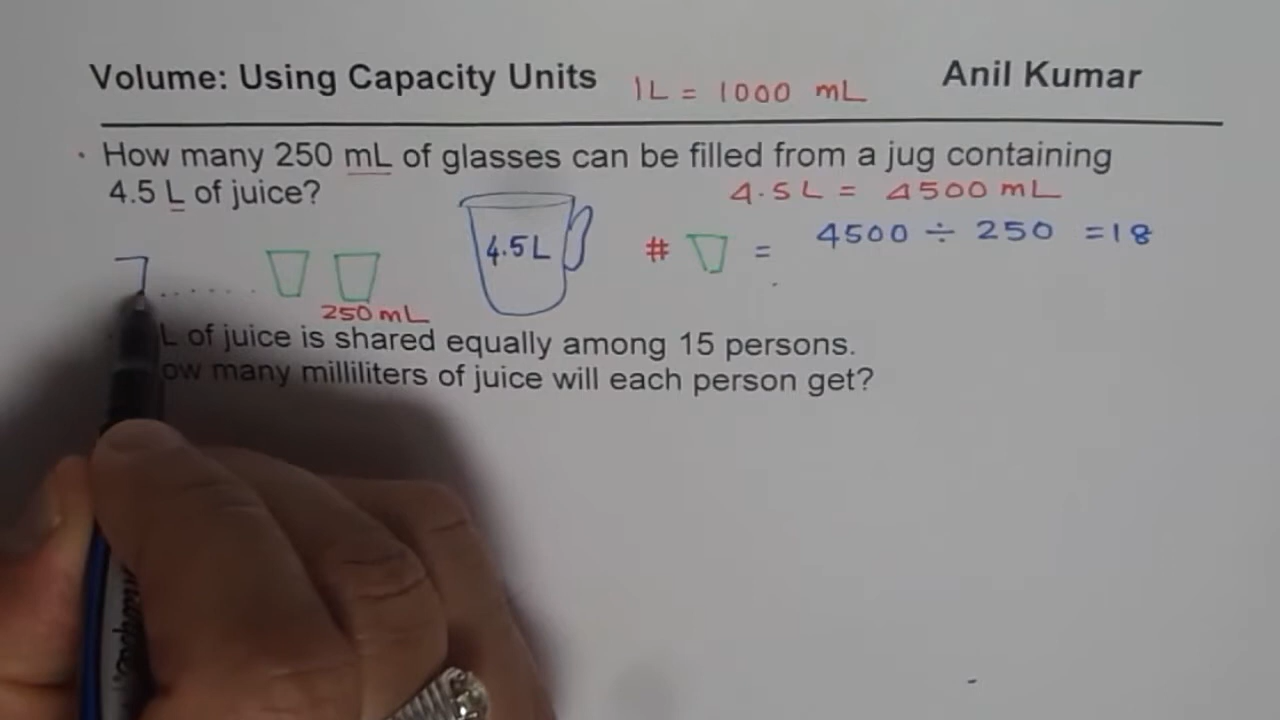 Volume: Using Capacity Units 1L = 1000 mL Anil Kumar
· How many 250 mL of glasses can be filled from a jug containing
4.5 L of juice? 4.5 L = 4500 mL
4.5 L # = 4500 ÷ 250 = 18
250 mL
L of juice is shared equally among 15 persons.
ow many milliliters of juice will each person get?